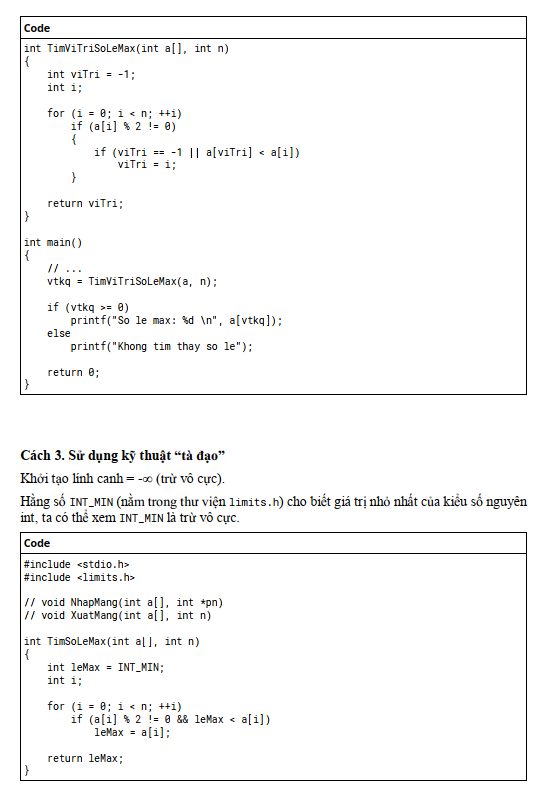 Code
int TimViTriSoLeMax(int a[], int n)
{
    int viTri = -1;
    int i;

    for (i = 0; i < n; ++i)
        if (a[i] % 2 != 0)
        {
            if (viTri == -1 || a[viTri] < a[i])
                viTri = i;
        }

    return viTri;
}

int main()
{
    // ...
    vtkq = TimViTriSoLeMax(a, n);

    if (vtkq >= 0)
        printf("So le max: %d \n", a[vtkq]);
    else
        printf("Khong tim thay so le");

    return 0;
}

Cách 3. Sử dụng kỹ thuật “tà đạo”
Khởi tạo lính canh = -∞ (trừ vô cực).
Hằng số INT_MIN (nằm trong thư viện limits.h) cho biết giá trị nhỏ nhất của kiểu số nguyên
int, ta có thể xem INT_MIN là trừ vô cực.
Code
#include <stdio.h>
#include <limits.h>

// void NhapMang(int a[], int *pn)
// void XuatMang(int a[], int n)

int TimSoLeMax(int a[], int n)
{
    int leMax = INT_MIN;
    int i;

    for (i = 0; i < n; ++i)
        if (a[i] % 2 != 0 && leMax < a[i])
            leMax = a[i];

    return leMax;
}